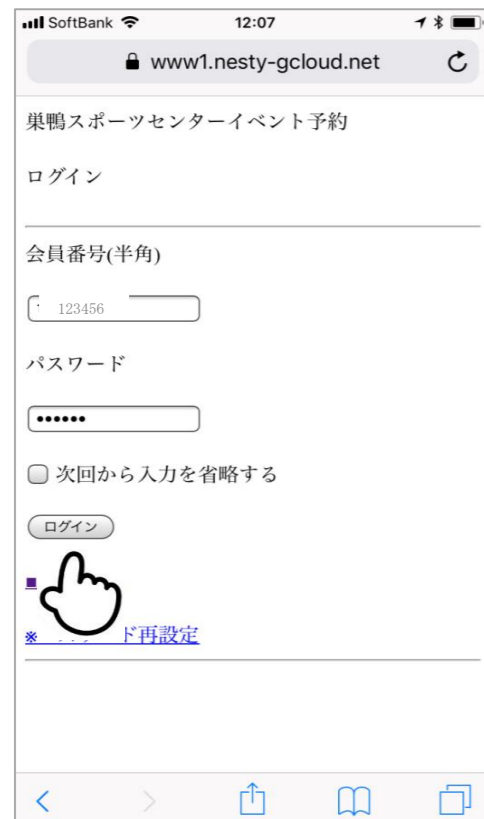 SoftBank 12:07
www1.nesty-gcloud.net
巣鴨スポーツセンターイベント予約
ログイン
会員番号(半角)
123456
パスワード
••••••
次回から入力を省略する
ログイン
■
※ ド再設定